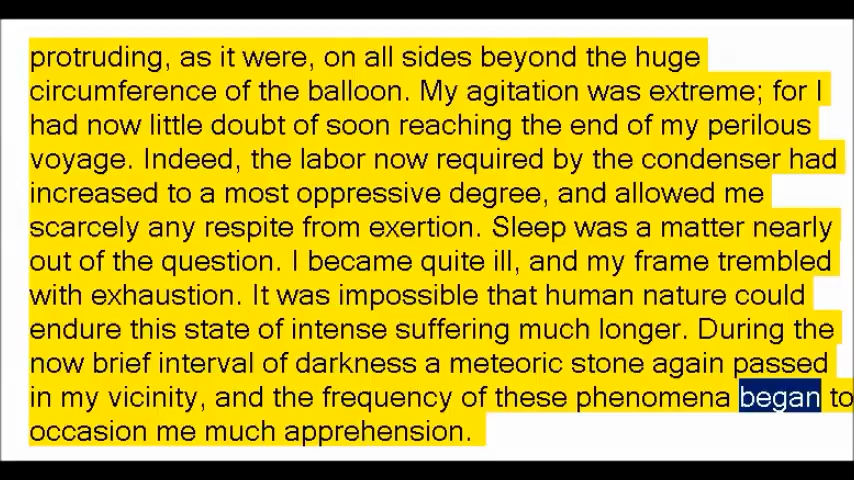 protruding, as it were, on all sides beyond the huge
circumference of the balloon. My agitation was extreme; for I
had now little doubt of soon reaching the end of my perilous
voyage. Indeed, the labor now required by the condenser had
increased to a most oppressive degree, and allowed me
scarcely any respite from exertion. Sleep was a matter nearly
out of the question. I became quite ill, and my frame trembled
with exhaustion. It was impossible that human nature could
endure this state of intense suffering much longer. During the
now brief interval of darkness a meteoric stone again passed
in my vicinity, and the frequency of these phenomena began to
occasion me much apprehension.